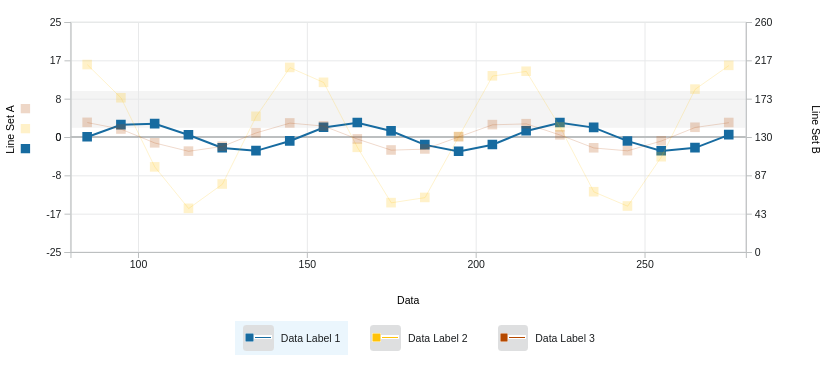 25
17
8
0
-8
-17
-25
Line Set A
260
217
173
130
87
43
0
Line Set B
100 150 200 250
Data
Data Label 1 Data Label 2 Data Label 3